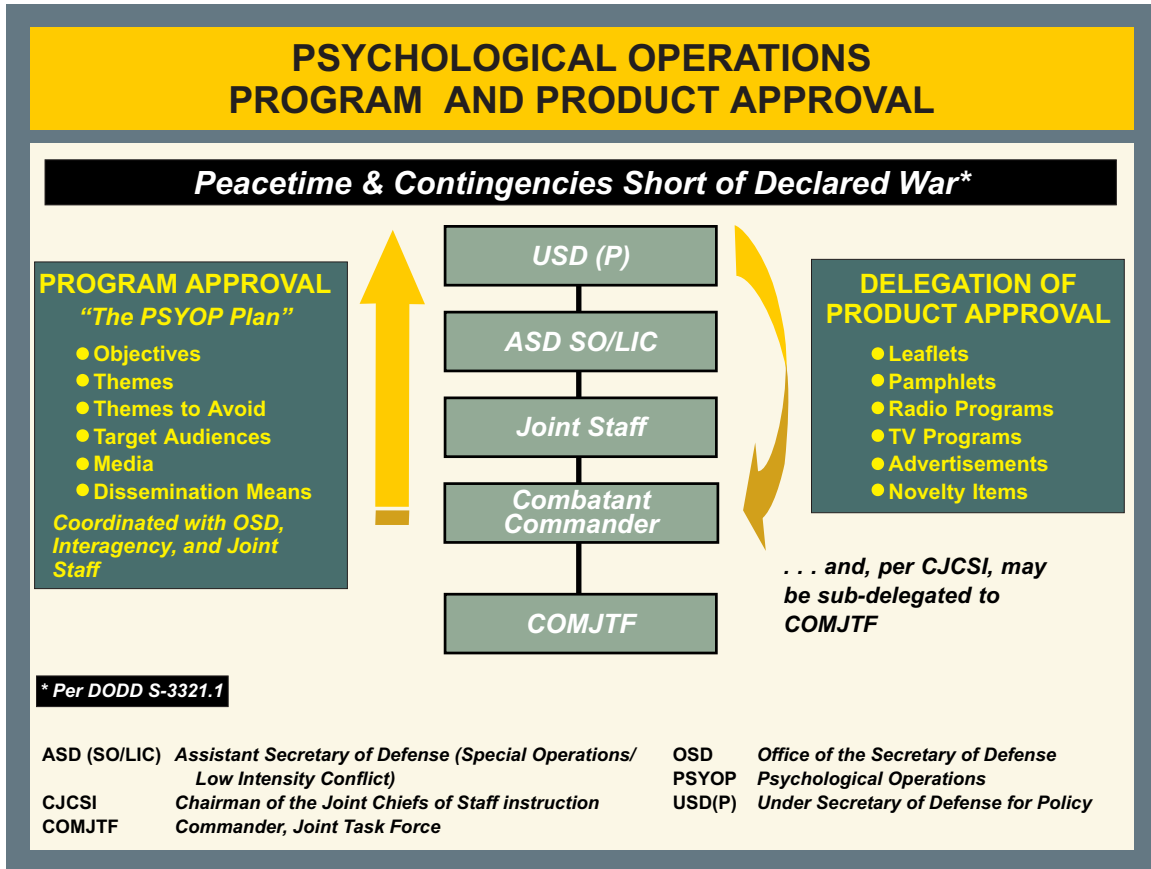 PSYCHOLOGICAL OPERATIONS
PROGRAM AND PRODUCT APPROVAL
Peacetime & Contingencies Short of Declared War*
PROGRAM APPROVAL
“The PSYOP Plan”
● Objectives
● Themes
● Themes to Avoid
● Target Audiences
● Media
● Dissemination Means
Coordinated with OSD,
Interagency, and Joint
Staff
USD (P)
ASD SO/LIC
Joint Staff
Combatant
Commander
COMJTF
DELEGATION OF
PRODUCT APPROVAL
● Leaflets
● Pamphlets
● Radio Programs
● TV Programs
● Advertisements
● Novelty Items
. . . and, per CJCSI, may
be sub-delegated to
COMJTF
* Per DODD S-3321.1
ASD (SO/LIC) Assistant Secretary of Defense (Special Operations/
Low Intensity Conflict)
CJCSI Chairman of the Joint Chiefs of Staff instruction
COMJTF Commander, Joint Task Force
OSD Office of the Secretary of Defense
PSYOP Psychological Operations
USD(P) Under Secretary of Defense for Policy